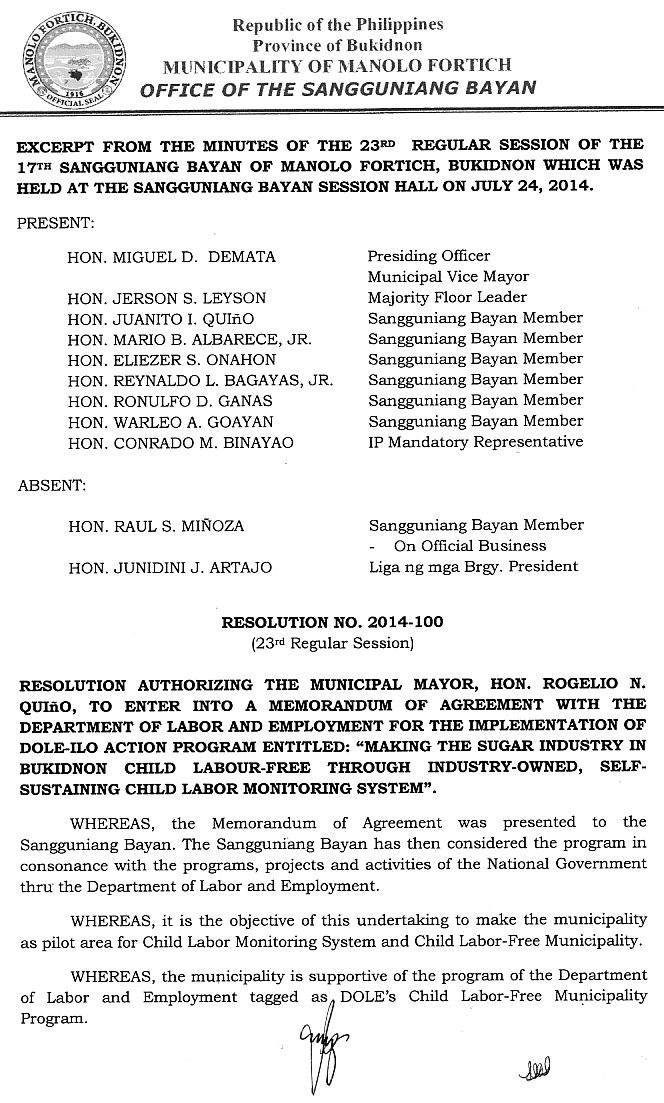 MANOLO FORTICH, BUKIDNON
1916
OFFICIAL SEAL
Republic of the Philippines
Province of Bukidnon
MUNICIPALITY OF MANOLO FORTICH
OFFICE OF THE SANGGUNIANG BAYAN
EXCERPT FROM THE MINUTES OF THE 23RD REGULAR SESSION OF THE
17TH SANGGUNIANG BAYAN OF MANOLO FORTICH, BUKIDNON WHICH WAS
HELD AT THE SANGGUNIANG BAYAN SESSION HALL ON JULY 24, 2014.
PRESENT:
HON. MIGUEL D. DEMATA Presiding Officer
Municipal Vice Mayor
HON. JERSON S. LEYSON Majority Floor Leader
HON. JUANITO I. QUIñO Sangguniang Bayan Member
HON. MARIO B. ALBARECE, JR. Sangguniang Bayan Member
HON. ELIEZER S. ONAHON Sangguniang Bayan Member
HON. REYNALDO L. BAGAYAS, JR. Sangguniang Bayan Member
HON. RONULFO D. GANAS Sangguniang Bayan Member
HON. WARLEO A. GOAYAN Sangguniang Bayan Member
HON. CONRADO M. BINAYAO IP Mandatory Representative
ABSENT:
HON. RAUL S. MIÑOZA Sangguniang Bayan Member
- On Official Business
HON. JUNIDINI J. ARTAJO Liga ng mga Brgy. President
RESOLUTION NO. 2014-100
(23rd Regular Session)
RESOLUTION AUTHORIZING THE MUNICIPAL MAYOR, HON. ROGELIO N.
QUIñO, TO ENTER INTO A MEMORANDUM OF AGREEMENT WITH THE
DEPARTMENT OF LABOR AND EMPLOYMENT FOR THE IMPLEMENTATION OF
DOLE-ILO ACTION PROGRAM ENTITLED: “MAKING THE SUGAR INDUSTRY IN
BUKIDNON CHILD LABOUR-FREE THROUGH INDUSTRY-OWNED, SELF-
SUSTAINING CHILD LABOR MONITORING SYSTEM”.
WHEREAS, the Memorandum of Agreement was presented to the
Sangguniang Bayan. The Sangguniang Bayan has then considered the program in
consonance with the programs, projects and activities of the National Government
thru the Department of Labor and Employment.
WHEREAS, it is the objective of this undertaking to make the municipality
as pilot area for Child Labor Monitoring System and Child Labor-Free Municipality.
WHEREAS, the municipality is supportive of the program of the Department
of Labor and Employment tagged as DOLE’s Child Labor-Free Municipality
Program.